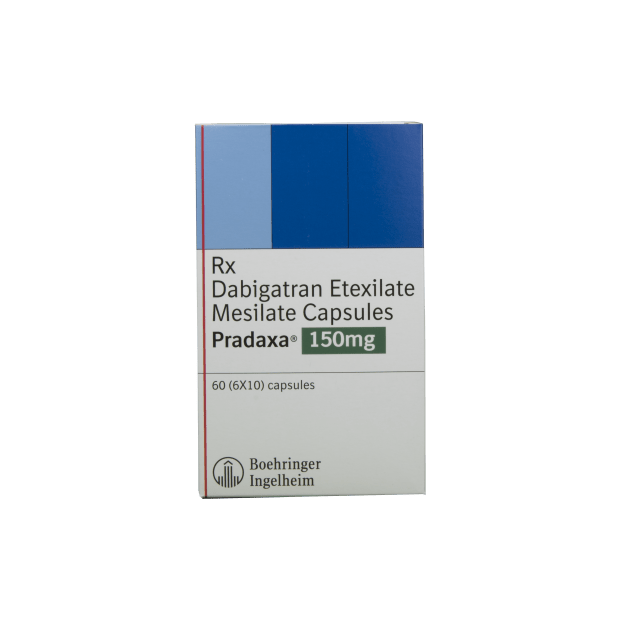 Rx
Dabigatran Etexilate
Mesilate Capsules
Pradaxa® 150mg
60 (6X10) capsules
Boehringer
Ingelheim